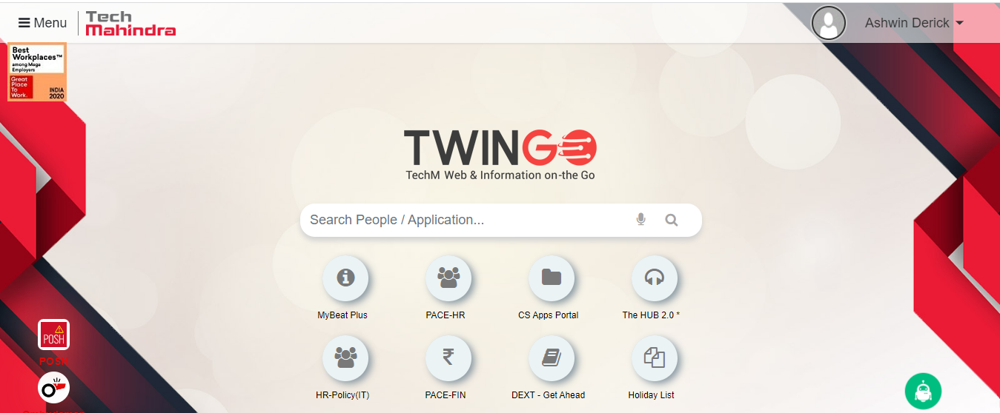 Menu
Tech
Mahindra
Ashwin Derick
Best
Workplaces™
among Mega
Employers
Great
Place
To
Work.
INDIA
2020
TWINGO
TechM Web & Information on-the Go
Search People / Application...
MyBeat Plus
PACE-HR
CS Apps Portal
The HUB 2.0 *
POSH
POSH
HR-Policy(IT)
₹
PACE-FIN
DEXT - Get Ahead
Holiday List